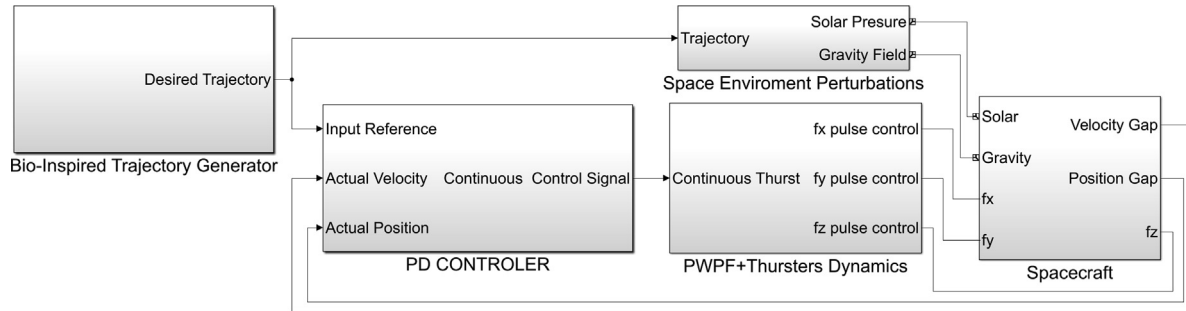 Desired Trajectory
Bio-Inspired Trajectory Generator
Trajectory
Solar Presure
Gravity Field
Space Enviroment Perturbations
Input Reference
Actual Velocity
Actual Position
Continuous Control Signal
PD CONTROLER
Continuous Thurst
fx pulse control
fy pulse control
fz pulse control
PWPF+Thursters Dynamics
Solar
Gravity
fx
fy
Velocity Gap
Position Gap
fz
Spacecraft